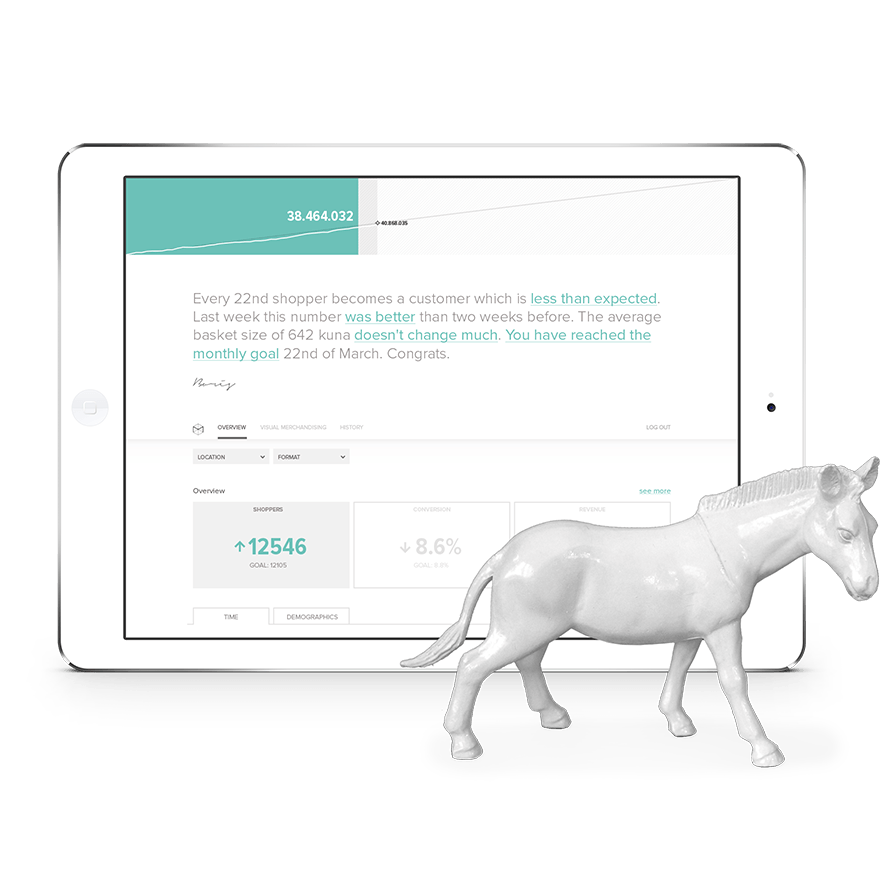 38.464.032
40.868.035
Every 22nd shopper becomes a customer which is less than expected.
Last week this number was better than two weeks before. The average
basket size of 642 kuna doesn't change much. You have reached the
monthly goal 22nd of March. Congrats.
Boris
OVERVIEW VISUAL MERCHANDISING HISTORY LOG OUT
LOCATION FORMAT
Overview see more
SHOPPERS CONVERSION REVENUE
12546 8.6%
GOAL: 12105 GOAL: 8.8%
TIME DEMOGRAPHICS